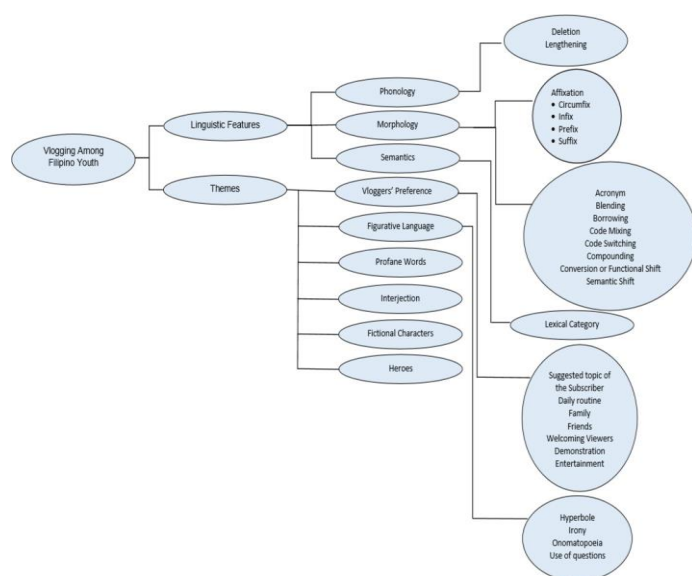 Vlogging Among
Filipino Youth
Linguistic Features
Themes
Phonology
Morphology
Semantics
Vloggers' Preference
Figurative Language
Profane Words
Interjection
Fictional Characters
Heroes
Deletion
Lengthening
Affixation
• Circumfix
• Infix
• Prefix
• Suffix
Acronym
Blending
Borrowing
Code Mixing
Code Switching
Compounding
Conversion or Functional Shift
Semantic Shift
Lexical Category
Suggested topic of
the Subscriber
Daily routine
Family
Friends
Welcoming Viewers
Demonstration
Entertainment
Hyperbole
Irony
Onomatopoeia
Use of questions